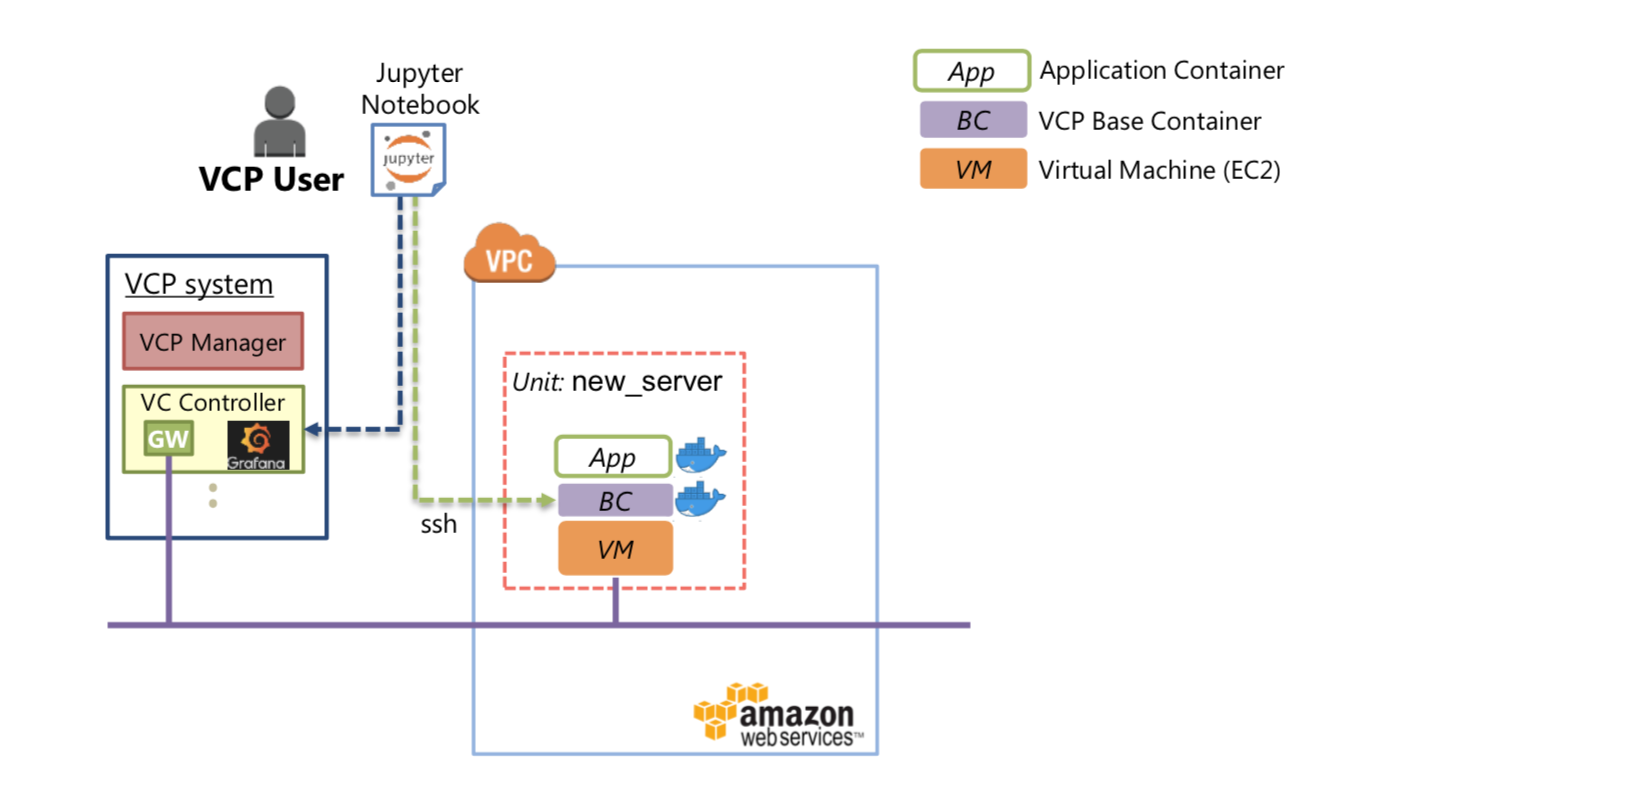 Jupyter
Notebook
jupyter
VCP User
App Application Container
BC VCP Base Container
VM Virtual Machine (EC2)
VPC
VCP system
VCP Manager
VC Controller
GW
Grafana
Unit: new_server
App
BC
VM
ssh
amazon
web services™